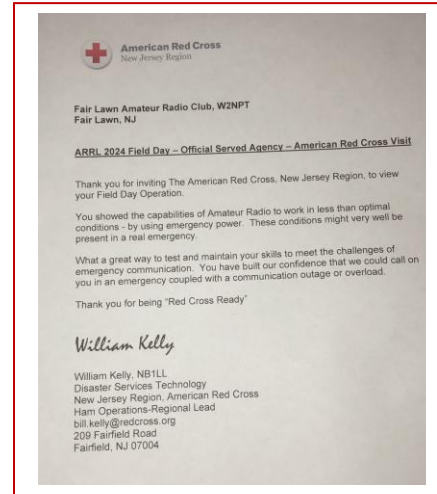 American Red Cross
New Jersey Region
Fair Lawn Amateur Radio Club, W2NPT
Fair Lawn, NJ
ARRL 2024 Field Day – Official Served Agency – American Red Cross Visit
Thank you for inviting The American Red Cross, New Jersey Region, to view
your Field Day Operation.
You showed the capabilities of Amateur Radio to work in less than optimal
conditions - by using emergency power. These conditions might very well be
present in a real emergency.
What a great way to test and maintain your skills to meet the challenges of
emergency communication. You have built our confidence that we could call on
you in an emergency coupled with a communication outage or overload.
Thank you for being “Red Cross Ready”
William Kelly
William Kelly, NB1LL
Disaster Services Technology
New Jersey Region, American Red Cross
Ham Operations-Regional Lead
bill.kelly@redcross.org
209 Fairfield Road
Fairfield, NJ 07004